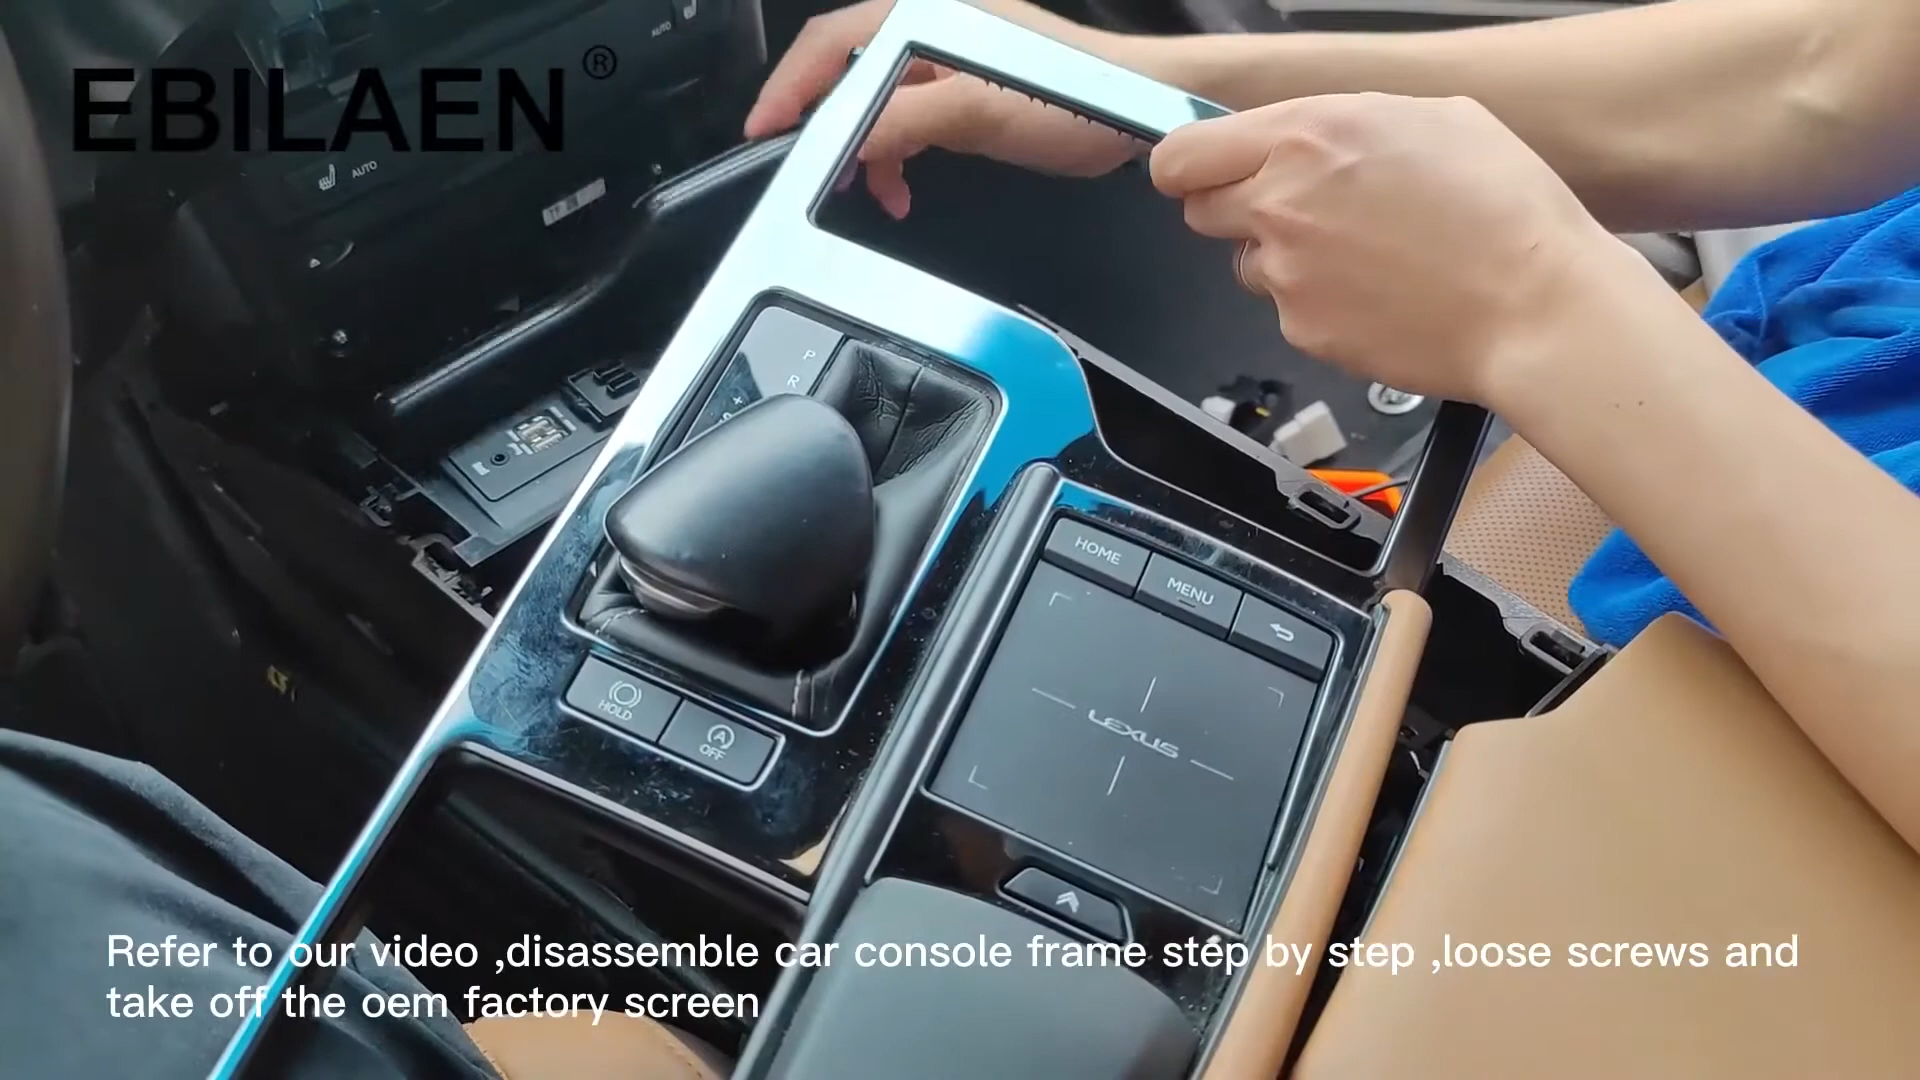 AUTO
EBILAEN®
AUTO
P
R
+
HOME
MENU
HOLD
A
OFF
LEXUS
Refer to our video ,disassemble car console frame step by step ,loose screws and
take off the oem factory screen